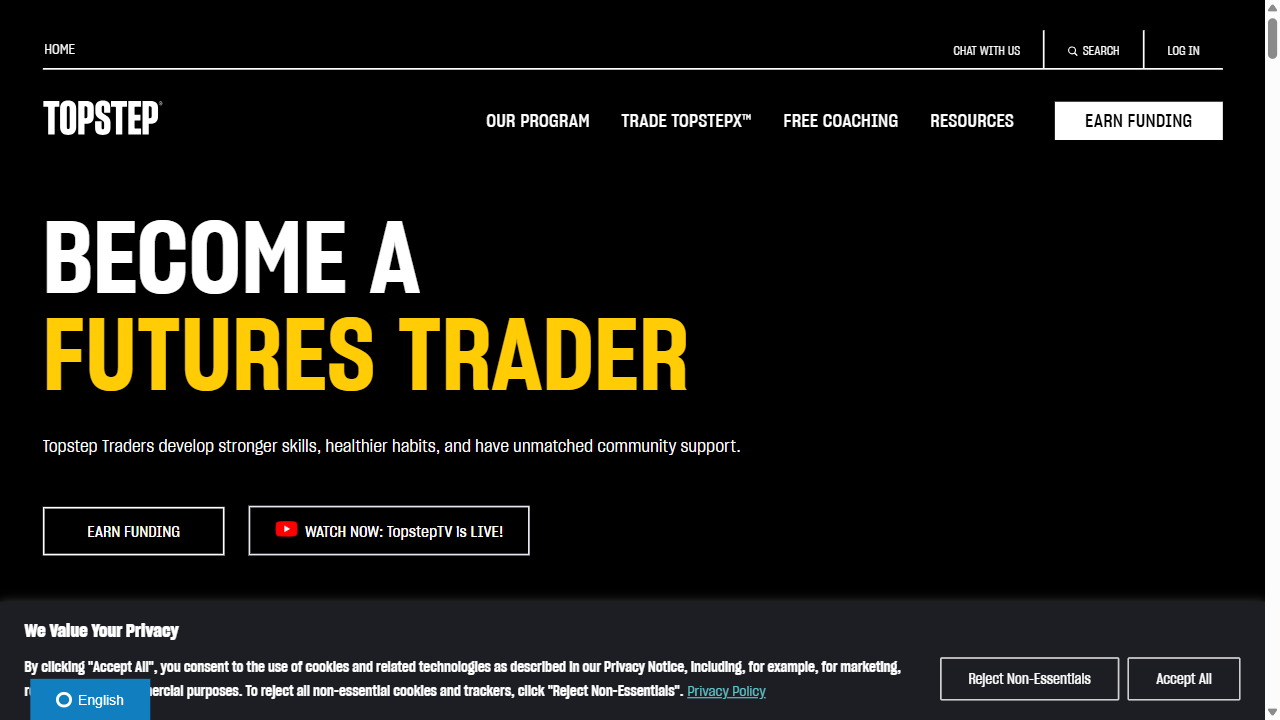 HOME
CHAT WITH US
SEARCH
LOG IN
TOPSTEP®
OUR PROGRAM
TRADE TOPSTEPX™
FREE COACHING
RESOURCES
EARN FUNDING
BECOME A
FUTURES TRADER
Topstep Traders develop stronger skills, healthier habits, and have unmatched community support.
EARN FUNDING
WATCH NOW: TopstepTV is LIVE!
We Value Your Privacy
By clicking "Accept All", you consent to the use of cookies and related technologies as described in our Privacy Notice, including, for example, for marketing,
purposes. To reject all non-essential cookies and trackers, click "Reject Non-Essentials". Privacy Policy
Reject Non-Essentials
Accept All
English